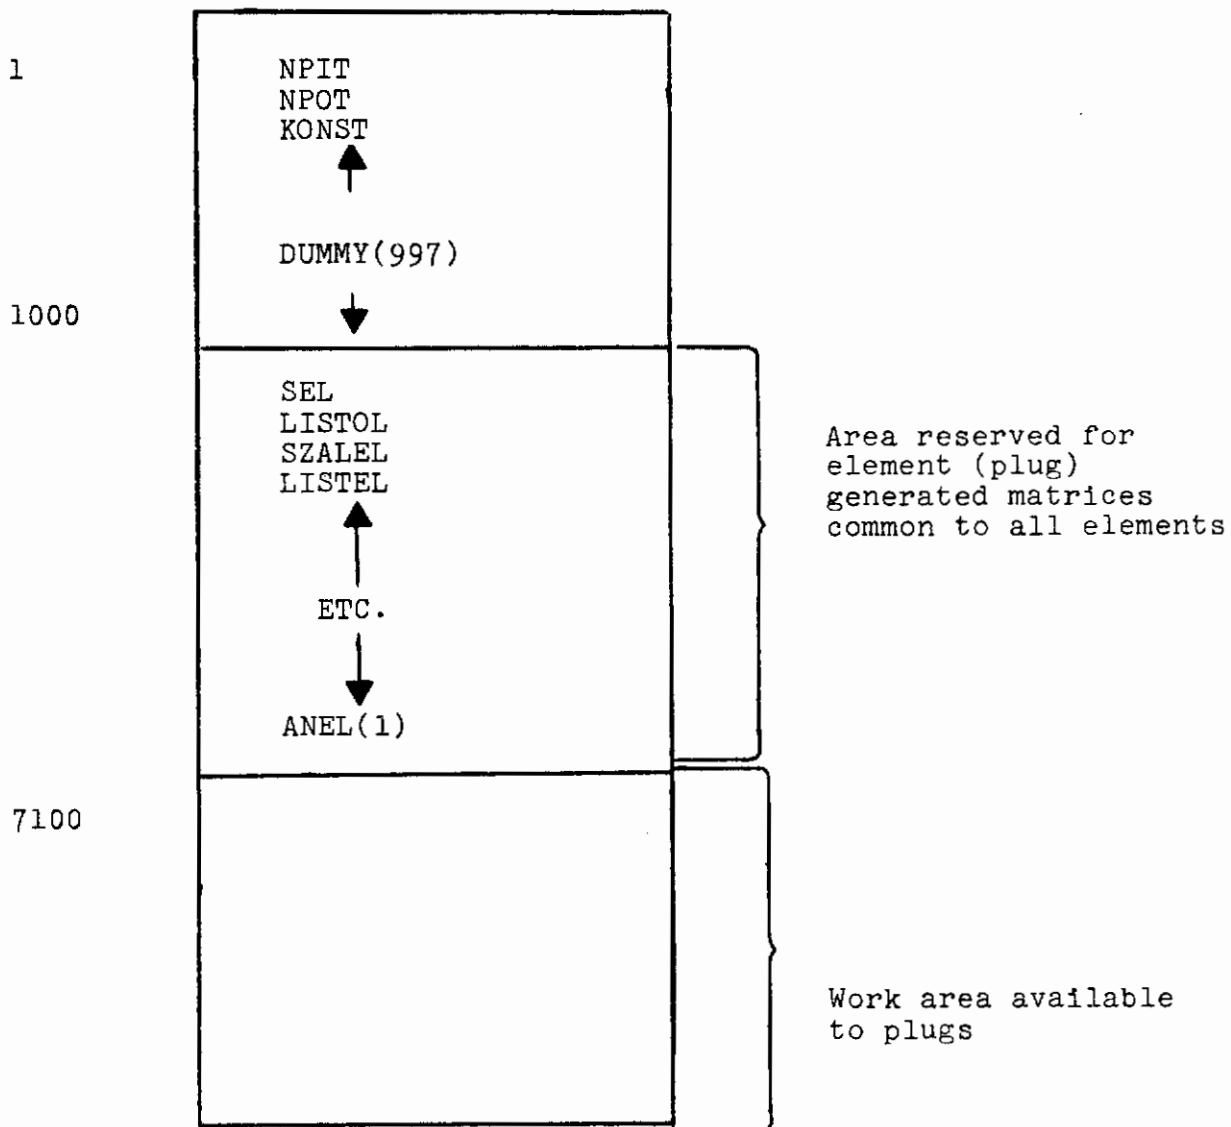 1
NPIT
NPOT
KONST
DUMMY(997)
1000
SEL
LISTOL
SZALEL
LISTEL
ETC.
ANEL(1)
Area reserved for
element (plug)
generated matrices
common to all elements
7100
Work area available
to plugs